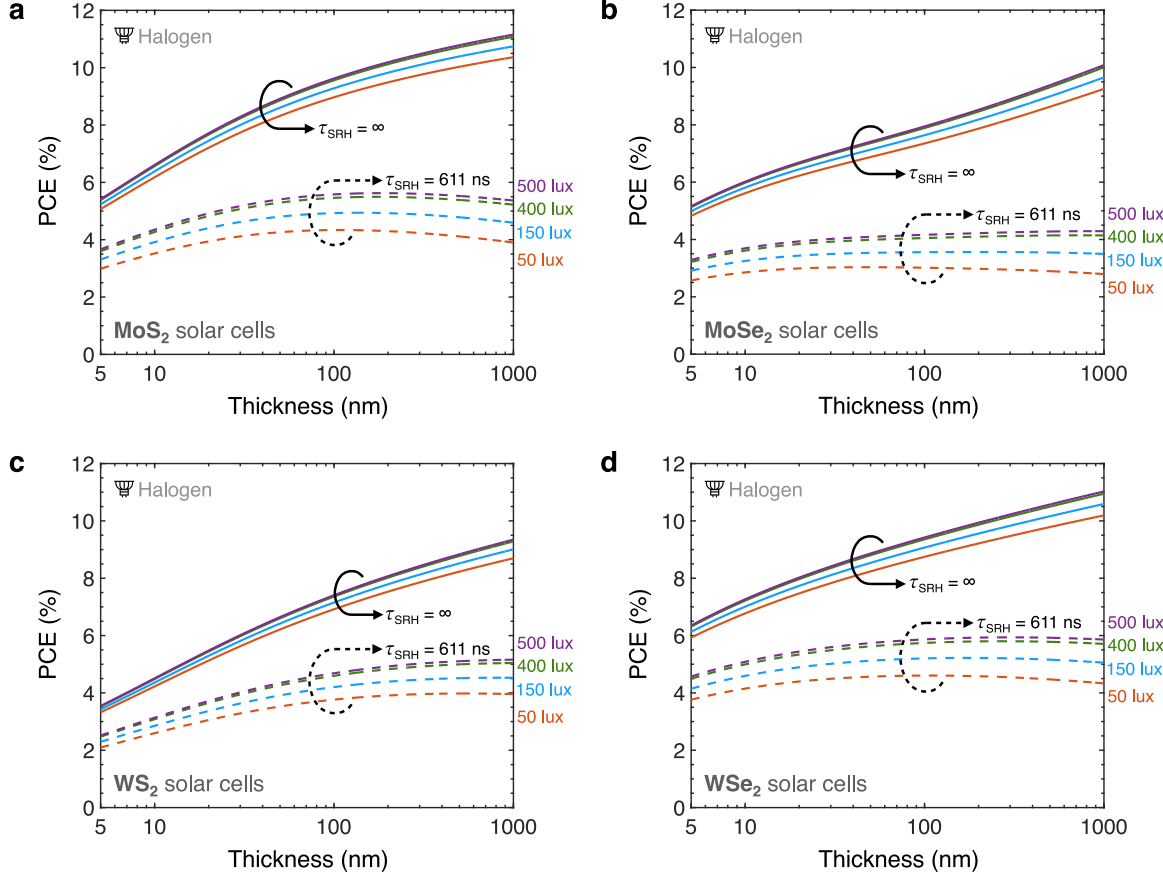 a
Halogen
12
10
8
6
4
2
0
PCE (%)
τSRH = ∞
τSRH = 611 ns
500 lux
400 lux
150 lux
50 lux
MoS2 solar cells
5
10
100
1000
Thickness (nm)
b
Halogen
12
10
8
6
4
2
0
PCE (%)
τSRH = ∞
τSRH = 611 ns
500 lux
400 lux
150 lux
50 lux
MoSe2 solar cells
5
10
100
1000
Thickness (nm)
c
Halogen
12
10
8
6
4
2
0
PCE (%)
τSRH = ∞
τSRH = 611 ns
500 lux
400 lux
150 lux
50 lux
WS2 solar cells
5
10
100
1000
Thickness (nm)
d
Halogen
12
10
8
6
4
2
0
PCE (%)
τSRH = ∞
τSRH = 611 ns
500 lux
400 lux
150 lux
50 lux
WSe2 solar cells
5
10
100
1000
Thickness (nm)